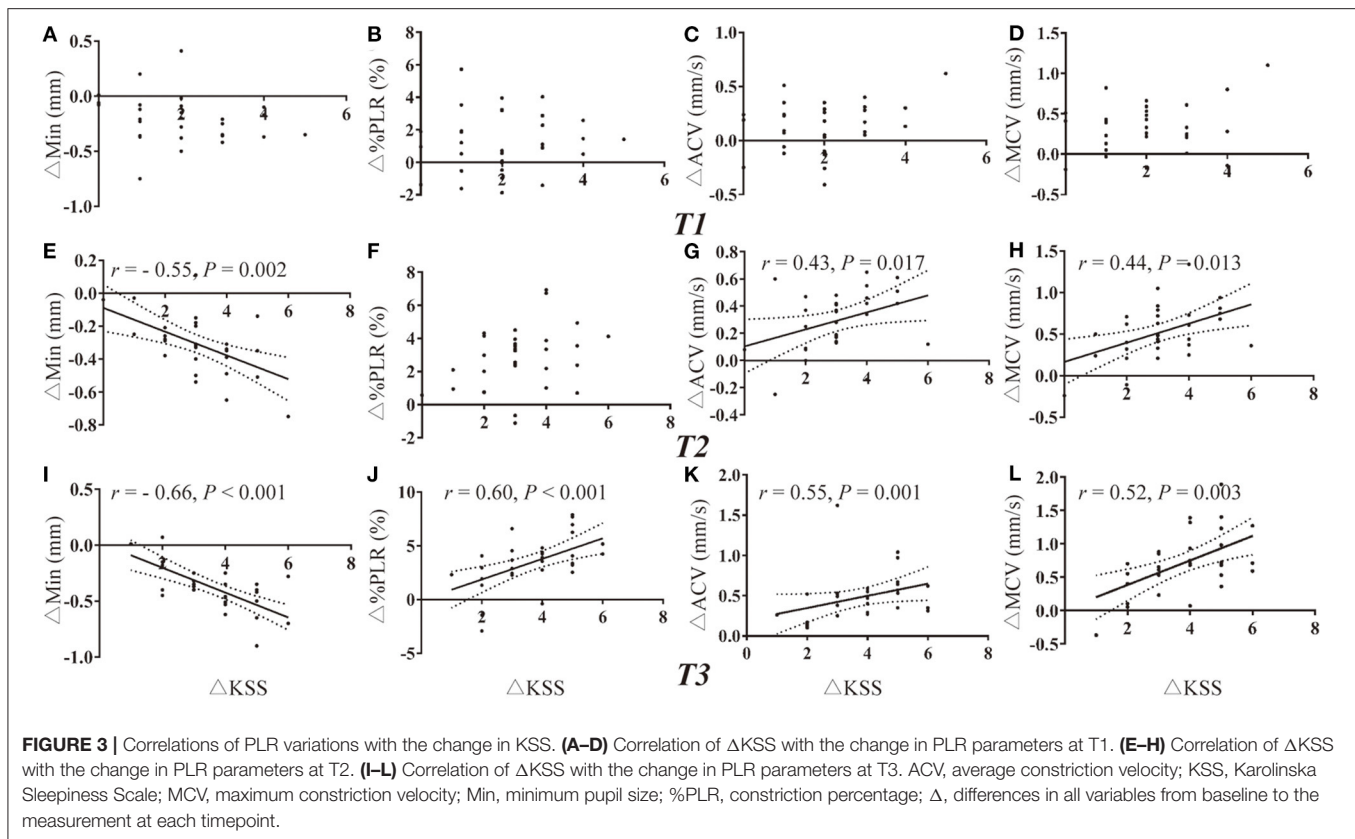 A B C D
△Min (mm) 0.5 0.0 -0.5 -1.0 2 4 6
△%PLR (%) 8 6 4 2 0 -2 2 4 6
△ACV (mm/s) 1.0 0.5 0.0 -0.5 2 4 6
△MCV (mm/s) 1.5 1.0 0.5 0.0 -0.5 2 4 6
T1
E F G H
r = - 0.55, P = 0.002
△Min (mm) 0.2 0.0 -0.2 -0.4 -0.6 -0.8 2 4 6 8
△%PLR (%) 8 6 4 2 0 -2 2 4 6 8
r = 0.43, P = 0.017
△ACV (mm/s) 0.8 0.6 0.4 0.2 0.0 0.2 0.4 2 4 6 8
r = 0.44, P = 0.013
△MCV (mm/s) 1.5 1.0 0.5 0.0 -0.5 2 4 6 8
T2
I J K L
r = - 0.66, P < 0.001
△Min (mm) 0.5 0.0 -0.5 -1.0 2 4 6 8
r = 0.60, P < 0.001
△%PLR (%) 10 5 0 -5 2 4 6 8
r = 0.55, P = 0.001
△ACV (mm/s) 2.0 1.5 1.0 0.5 0.0 0 2 4 6 8
r = 0.52, P = 0.003
△MCV (mm/s) 2.0 1.5 1.0 0.5 0.0 -0.5 2 4 6 8
T3
△KSS △KSS △KSS △KSS
FIGURE 3 | Correlations of PLR variations with the change in KSS. (A–D) Correlation of ΔKSS with the change in PLR parameters at T1. (E–H) Correlation of ΔKSS
with the change in PLR parameters at T2. (I–L) Correlation of ΔKSS with the change in PLR parameters at T3. ACV, average constriction velocity; KSS, Karolinska
Sleepiness Scale; MCV, maximum constriction velocity; Min, minimum pupil size; %PLR, constriction percentage; Δ, differences in all variables from baseline to the
measurement at each timepoint.